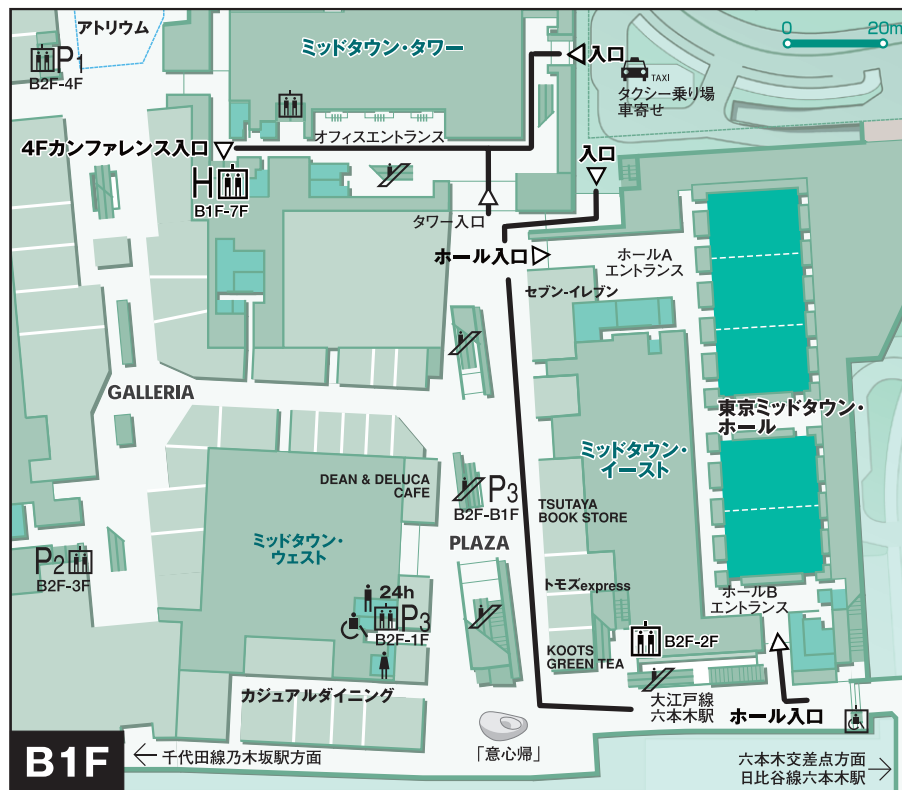 アトリウム
P1
B2F-4F
ミッドタウン・タワー
入口
TAXI
タクシー乗り場
車寄せ
0 20m
オフィスエントランス
4Fカンファレンス入口
H
B1F-7F
入口
タワー入口
ホール入口
ホールA
エントランス
セブン-イレブン
GALLERIA
東京ミッドタウン・
ホール
ミッドタウン・
イースト
DEAN & DELUCA
CAFE
P3
B2F-B1F
TSUTAYA
BOOK STORE
PLAZA
ミッドタウン・
ウェスト
P2
B2F-3F
24h
P3
B2F-1F
トモズexpress
ホールB
エントランス
B2F-2F
KOOTS
GREEN TEA
カジュアルダイニング
大江戸線
六本木駅
ホール入口
「意心帰」
B1F
千代田線乃木坂駅方面
六本木交差点方面
日比谷線六本木駅